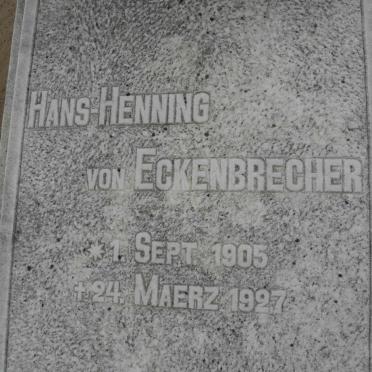 Hans-Henning
von Eckenbrecher
* 1. Sept. 1905
+ 24. Maerz 1927